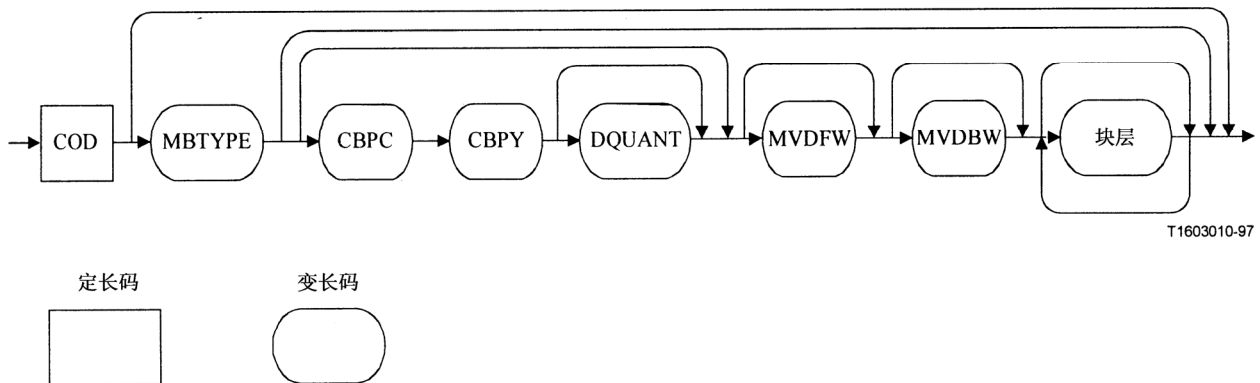 COD
MBTYPE
CBPC
CBPY
DQUANT
MVDFW
MVDBW
块层
T1603010-97
定长码
变长码